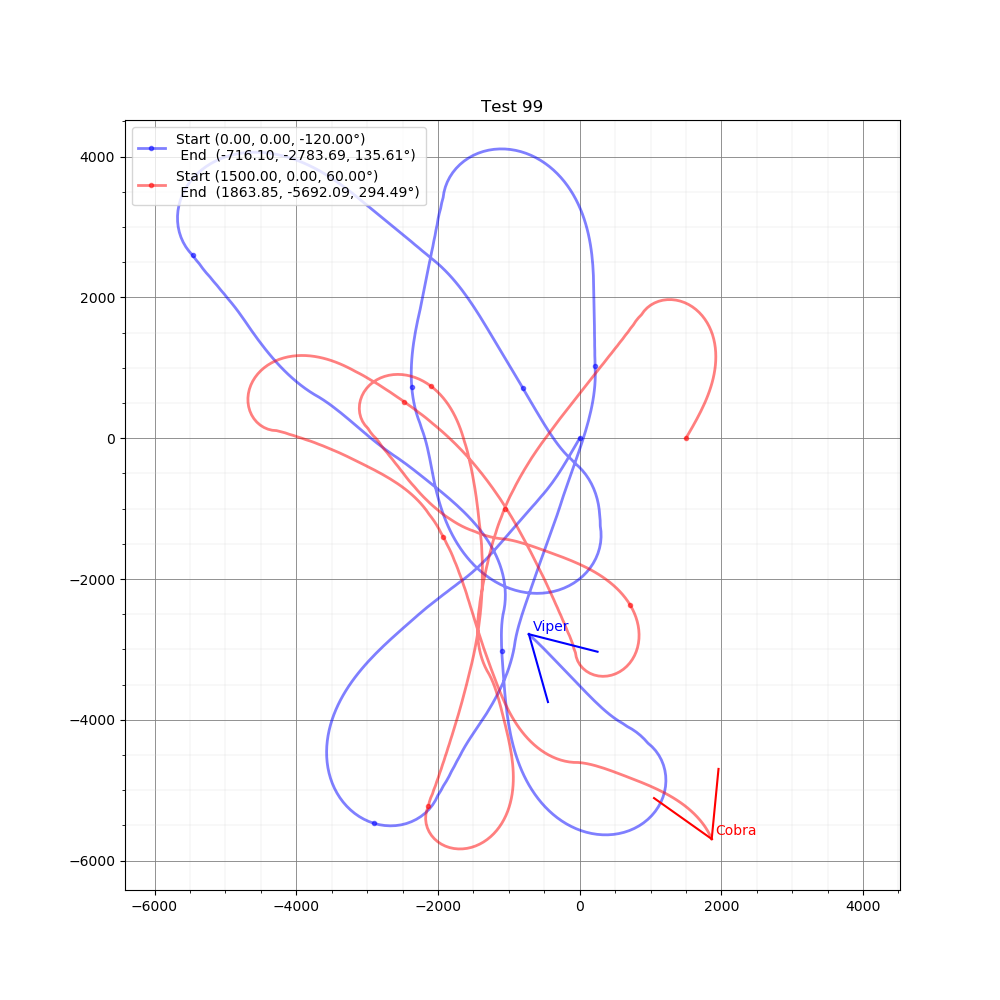 Test 99
Start (0.00, 0.00, -120.00°)
End  (-716.10, -2783.69, 135.61°)
Start (1500.00, 0.00, 60.00°)
End  (1863.85, -5692.09, 294.49°)
4000
2000
0
−2000
−4000
−6000
Viper
Cobra
−6000
−4000
−2000
0
2000
4000